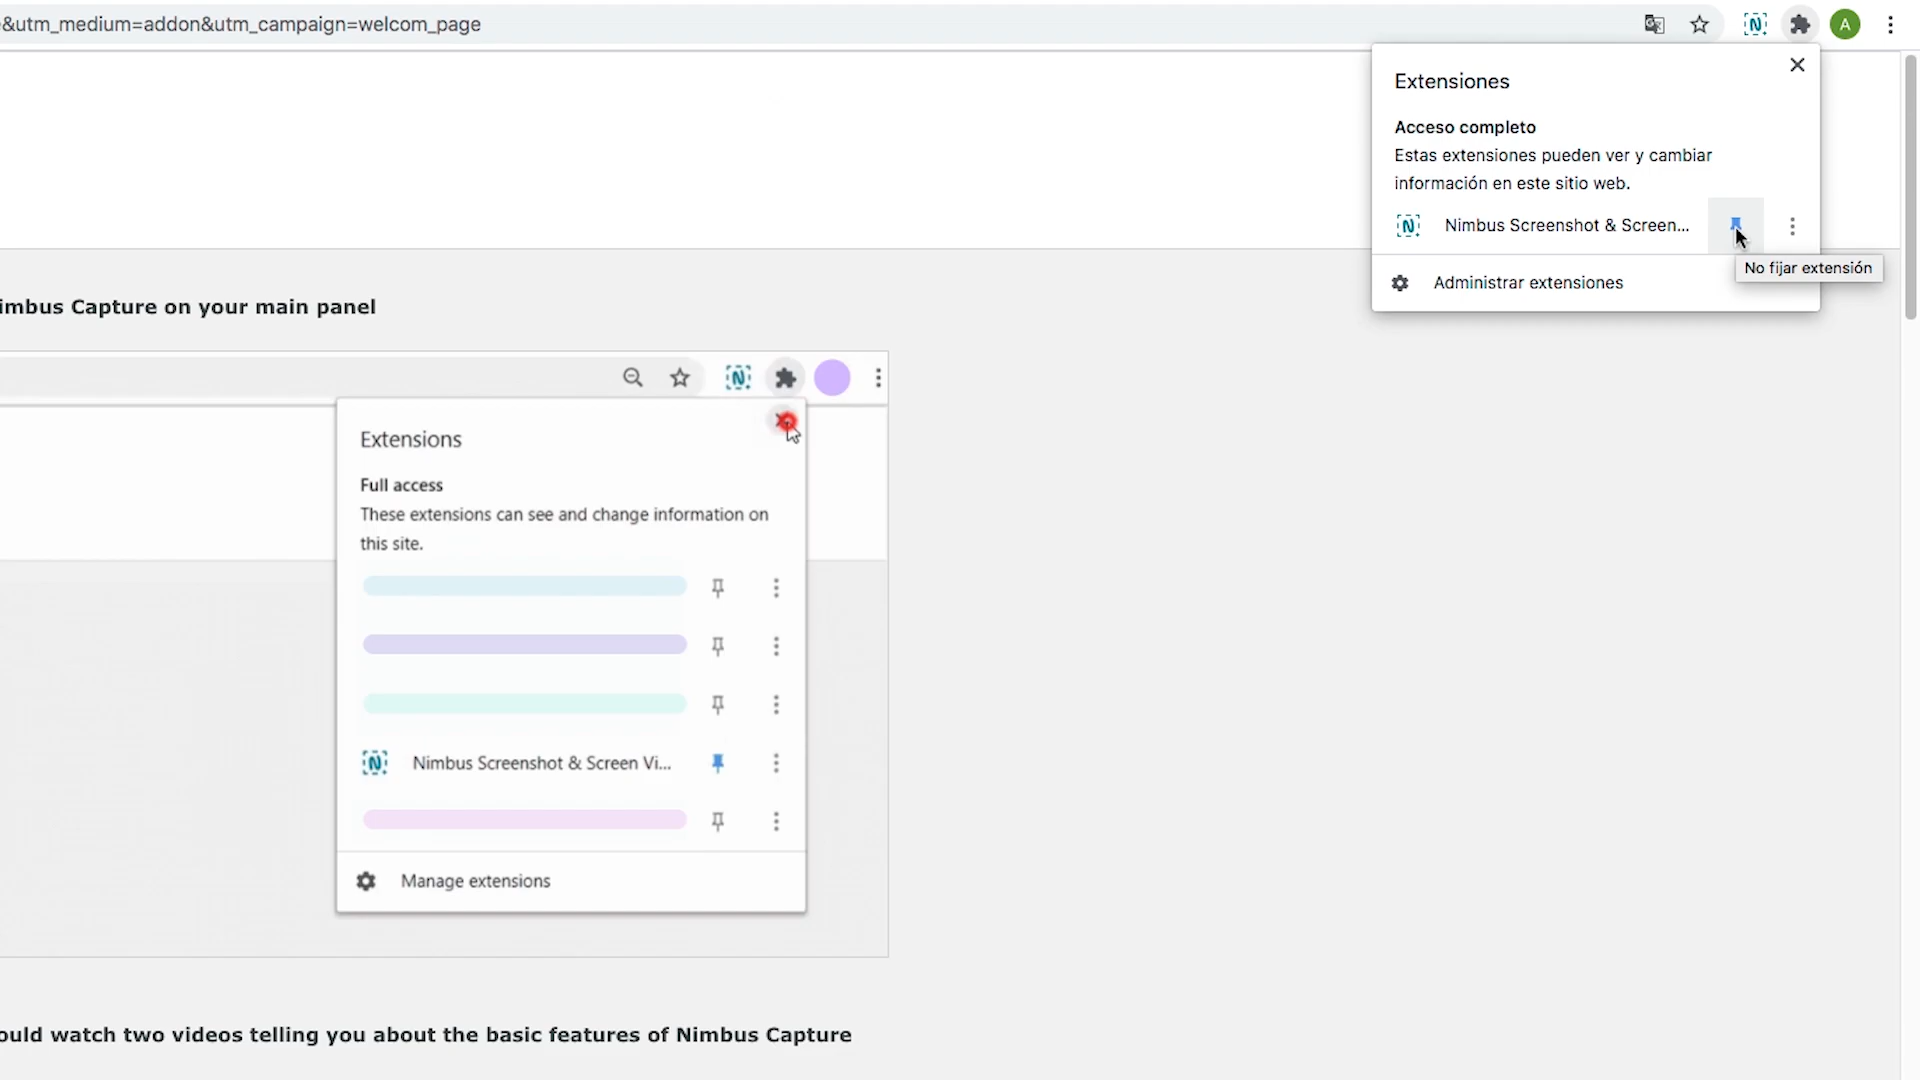 &utm_medium=addon&utm_campaign=welcom_page
A
Extensiones
Acceso completo
Estas extensiones pueden ver y cambiar
información en este sitio web.
N Nimbus Screenshot & Screen...
No fijar extensión
Administrar extensiones
imbus Capture on your main panel
Extensions
Full access
These extensions can see and change information on
this site.
N Nimbus Screenshot & Screen Vi...
Manage extensions
ould watch two videos telling you about the basic features of Nimbus Capture